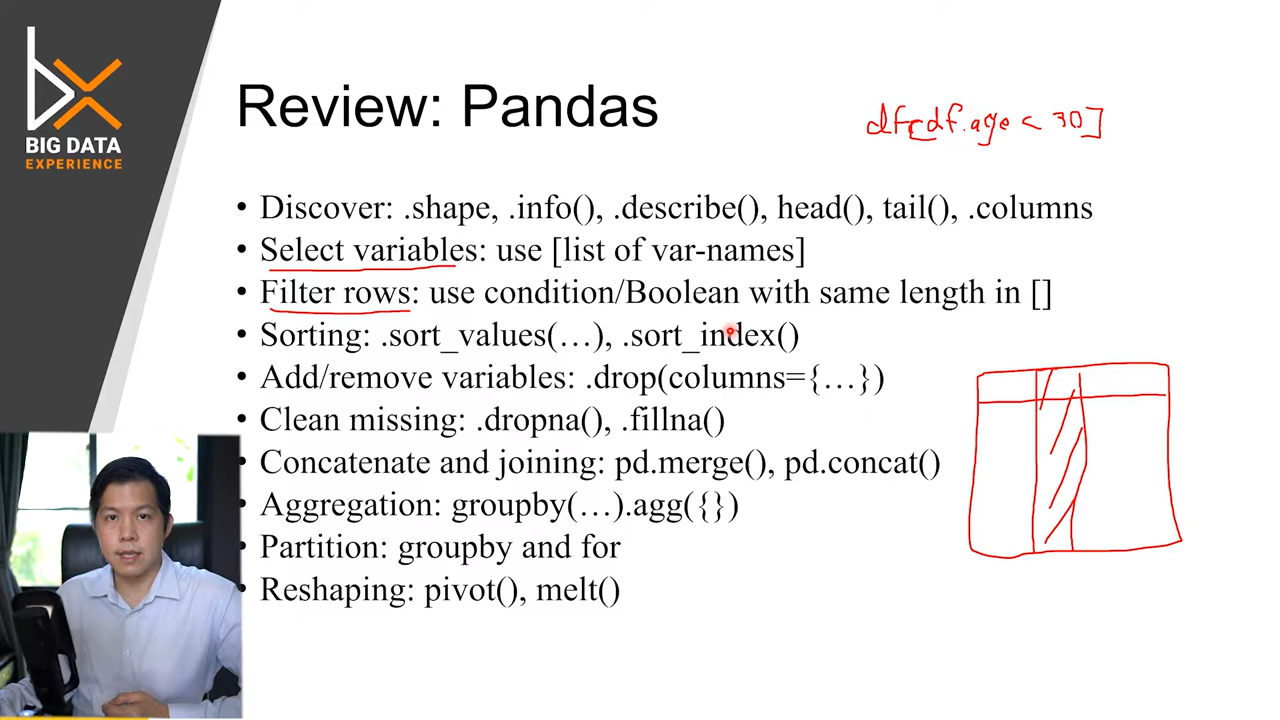 bx
BIG DATA
EXPERIENCE
Review: Pandas
df[df.age < 30]
• Discover: .shape, .info(), .describe(), head(), tail(), .columns
• Select variables: use [list of var-names]
• Filter rows: use condition/Boolean with same length in []
• Sorting: .sort_values(…), .sort_index()
• Add/remove variables: .drop(columns={…})
• Clean missing: .dropna(), .fillna()
• Concatenate and joining: pd.merge(), pd.concat()
• Aggregation: groupby(…).agg({})
• Partition: groupby and for
• Reshaping: pivot(), melt()